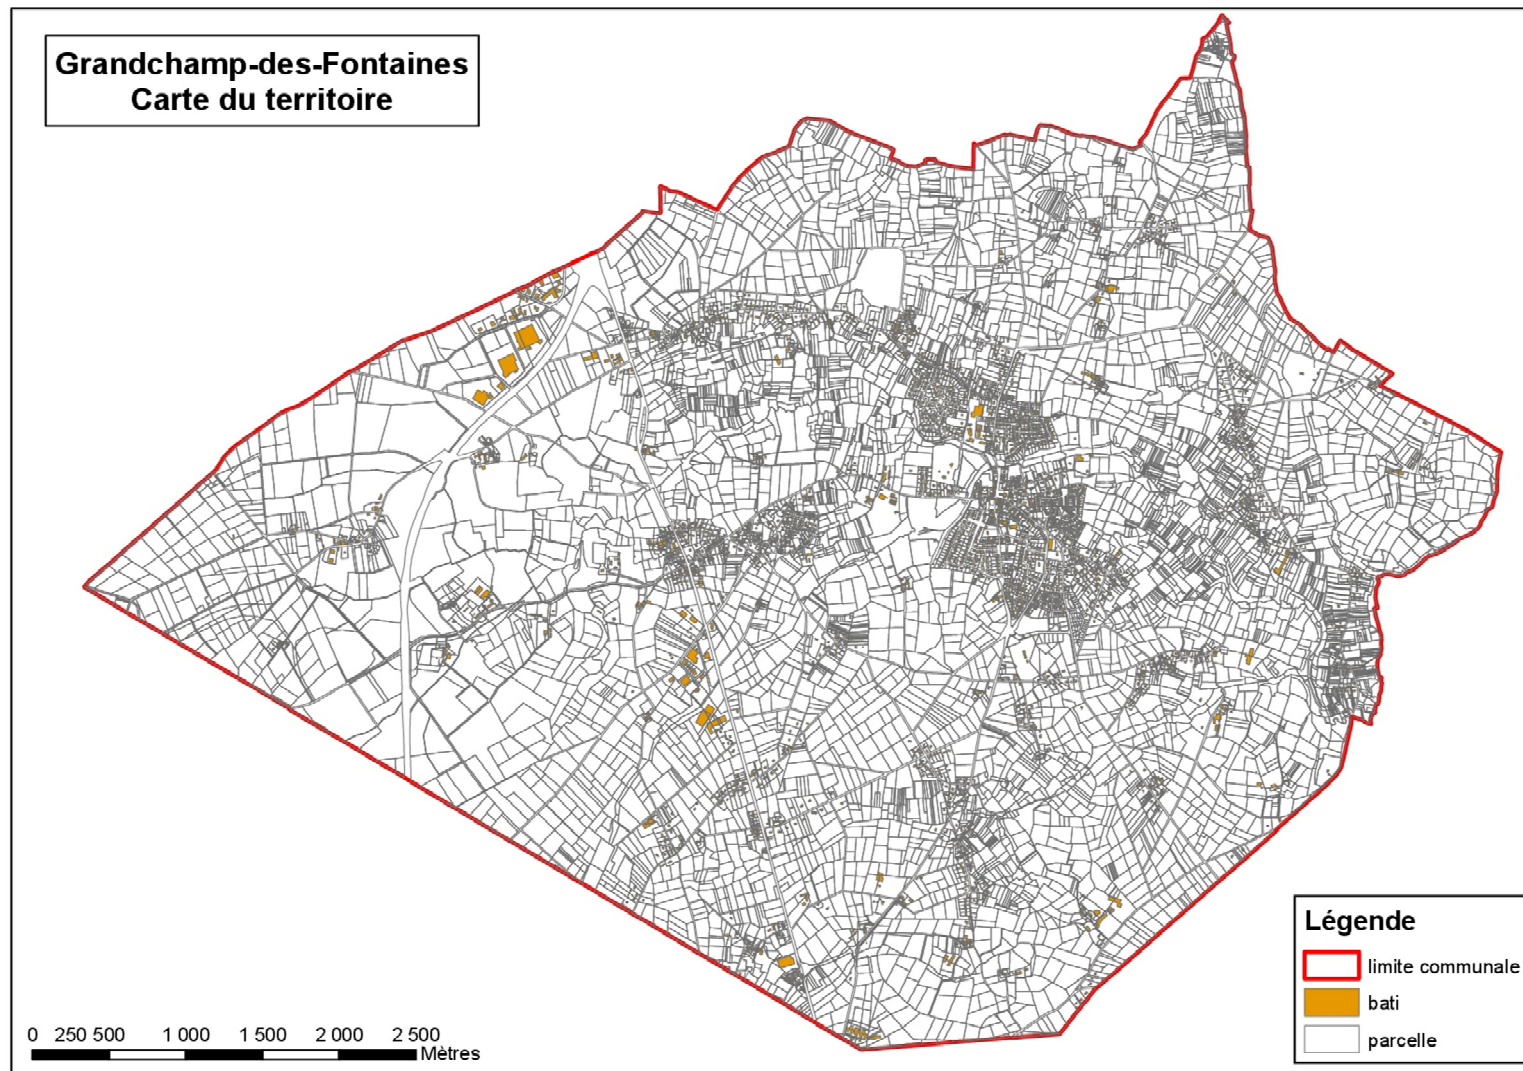 Grandchamp-des-Fontaines
Carte du territoire
Légende
limite communale
bati
parcelle
0 250 500 1 000 1 500 2 000 2 500
Mètres